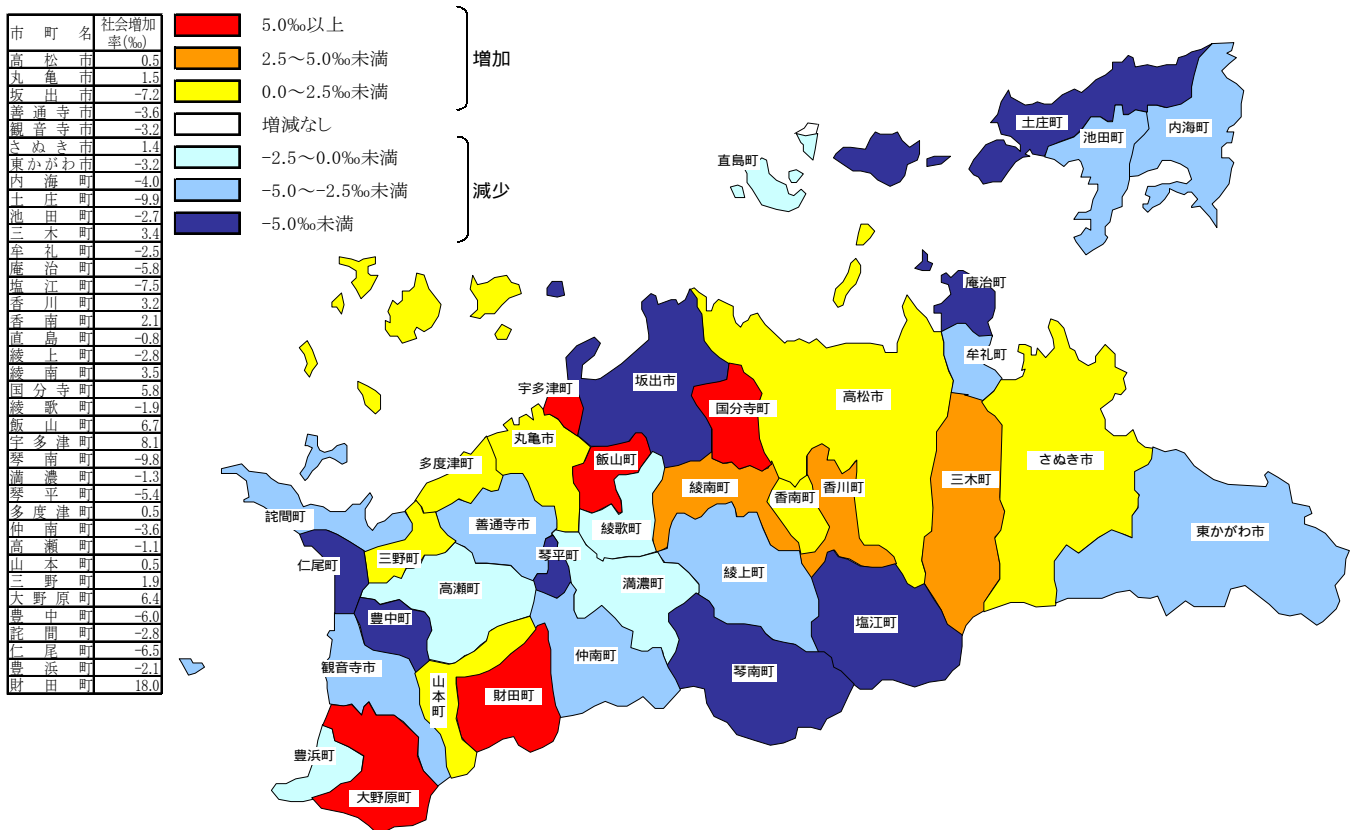 市町名 社会増加率(‰)
高松市 0.5
丸亀市 1.5
坂出市 -7.2
善通寺市 -3.6
観音寺市 -3.2
さぬき市 1.4
東かがわ市 -3.2
内海町 -4.0
土庄町 -9.9
池田町 -2.7
三木町 3.4
牟礼町 -2.5
庵治町 -5.8
塩江町 -7.5
香川町 3.2
香南町 2.1
直島町 -0.8
綾上町 -2.8
綾南町 3.5
国分寺町 5.8
綾歌町 -1.9
飯山町 6.7
宇多津町 8.1
琴南町 -9.8
満濃町 -1.3
琴平町 -5.4
多度津町 0.5
仲南町 -3.6
高瀬町 -1.1
山本町 0.5
三野町 1.9
大野原町 6.4
豊中町 -6.0
詫間町 -2.8
仁尾町 -6.5
豊浜町 -2.1
財田町 18.0
5.0‰以上
2.5～5.0‰未満
0.0～2.5‰未満
増加
増減なし
-2.5～0.0‰未満
-5.0～-2.5‰未満
-5.0‰未満
減少
土庄町
池田町
内海町
直島町
庵治町
牟礼町
宇多津町
坂出市
国分寺町
高松市
丸亀市
飯山町
多度津町
綾南町
香南町
香川町
三木町
さぬき市
詫間町
善通寺市
綾歌町
東かがわ市
三野町
琴平町
仁尾町
高瀬町
満濃町
綾上町
豊中町
塩江町
観音寺市
仲南町
琴南町
山本町
財田町
豊浜町
大野原町